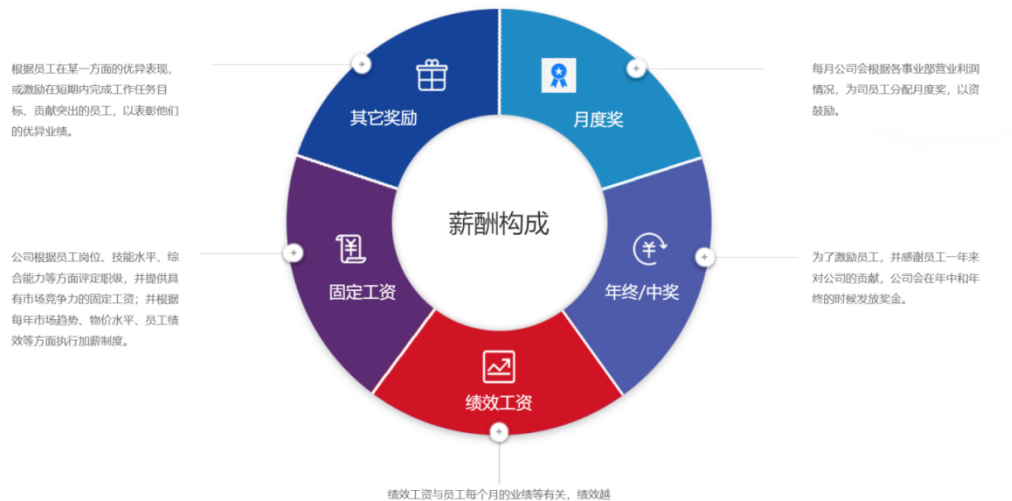 根据员工在某一方面的优异表现，
或激励在短期内完成工作任务目
标、贡献突出的员工，以表彰他们
的优异业绩。
其它奖励
月度奖
每月公司会根据各事业部营业利润
情况，为司员工分配月度奖，以资
鼓励。
薪酬构成
公司根据员工岗位、技能水平、综
合能力等方面评定职级，并提供具
有市场竞争力的固定工资；并根据
每年市场趋势、物价水平、员工绩
效等方面执行加薪制度。
固定工资
年终/中奖
为了激励员工，并感谢员工一年来
对公司的贡献，公司会在年中和年
终的时候发放奖金。
绩效工资
绩效工资与员工每个月的业绩等有关，绩效越